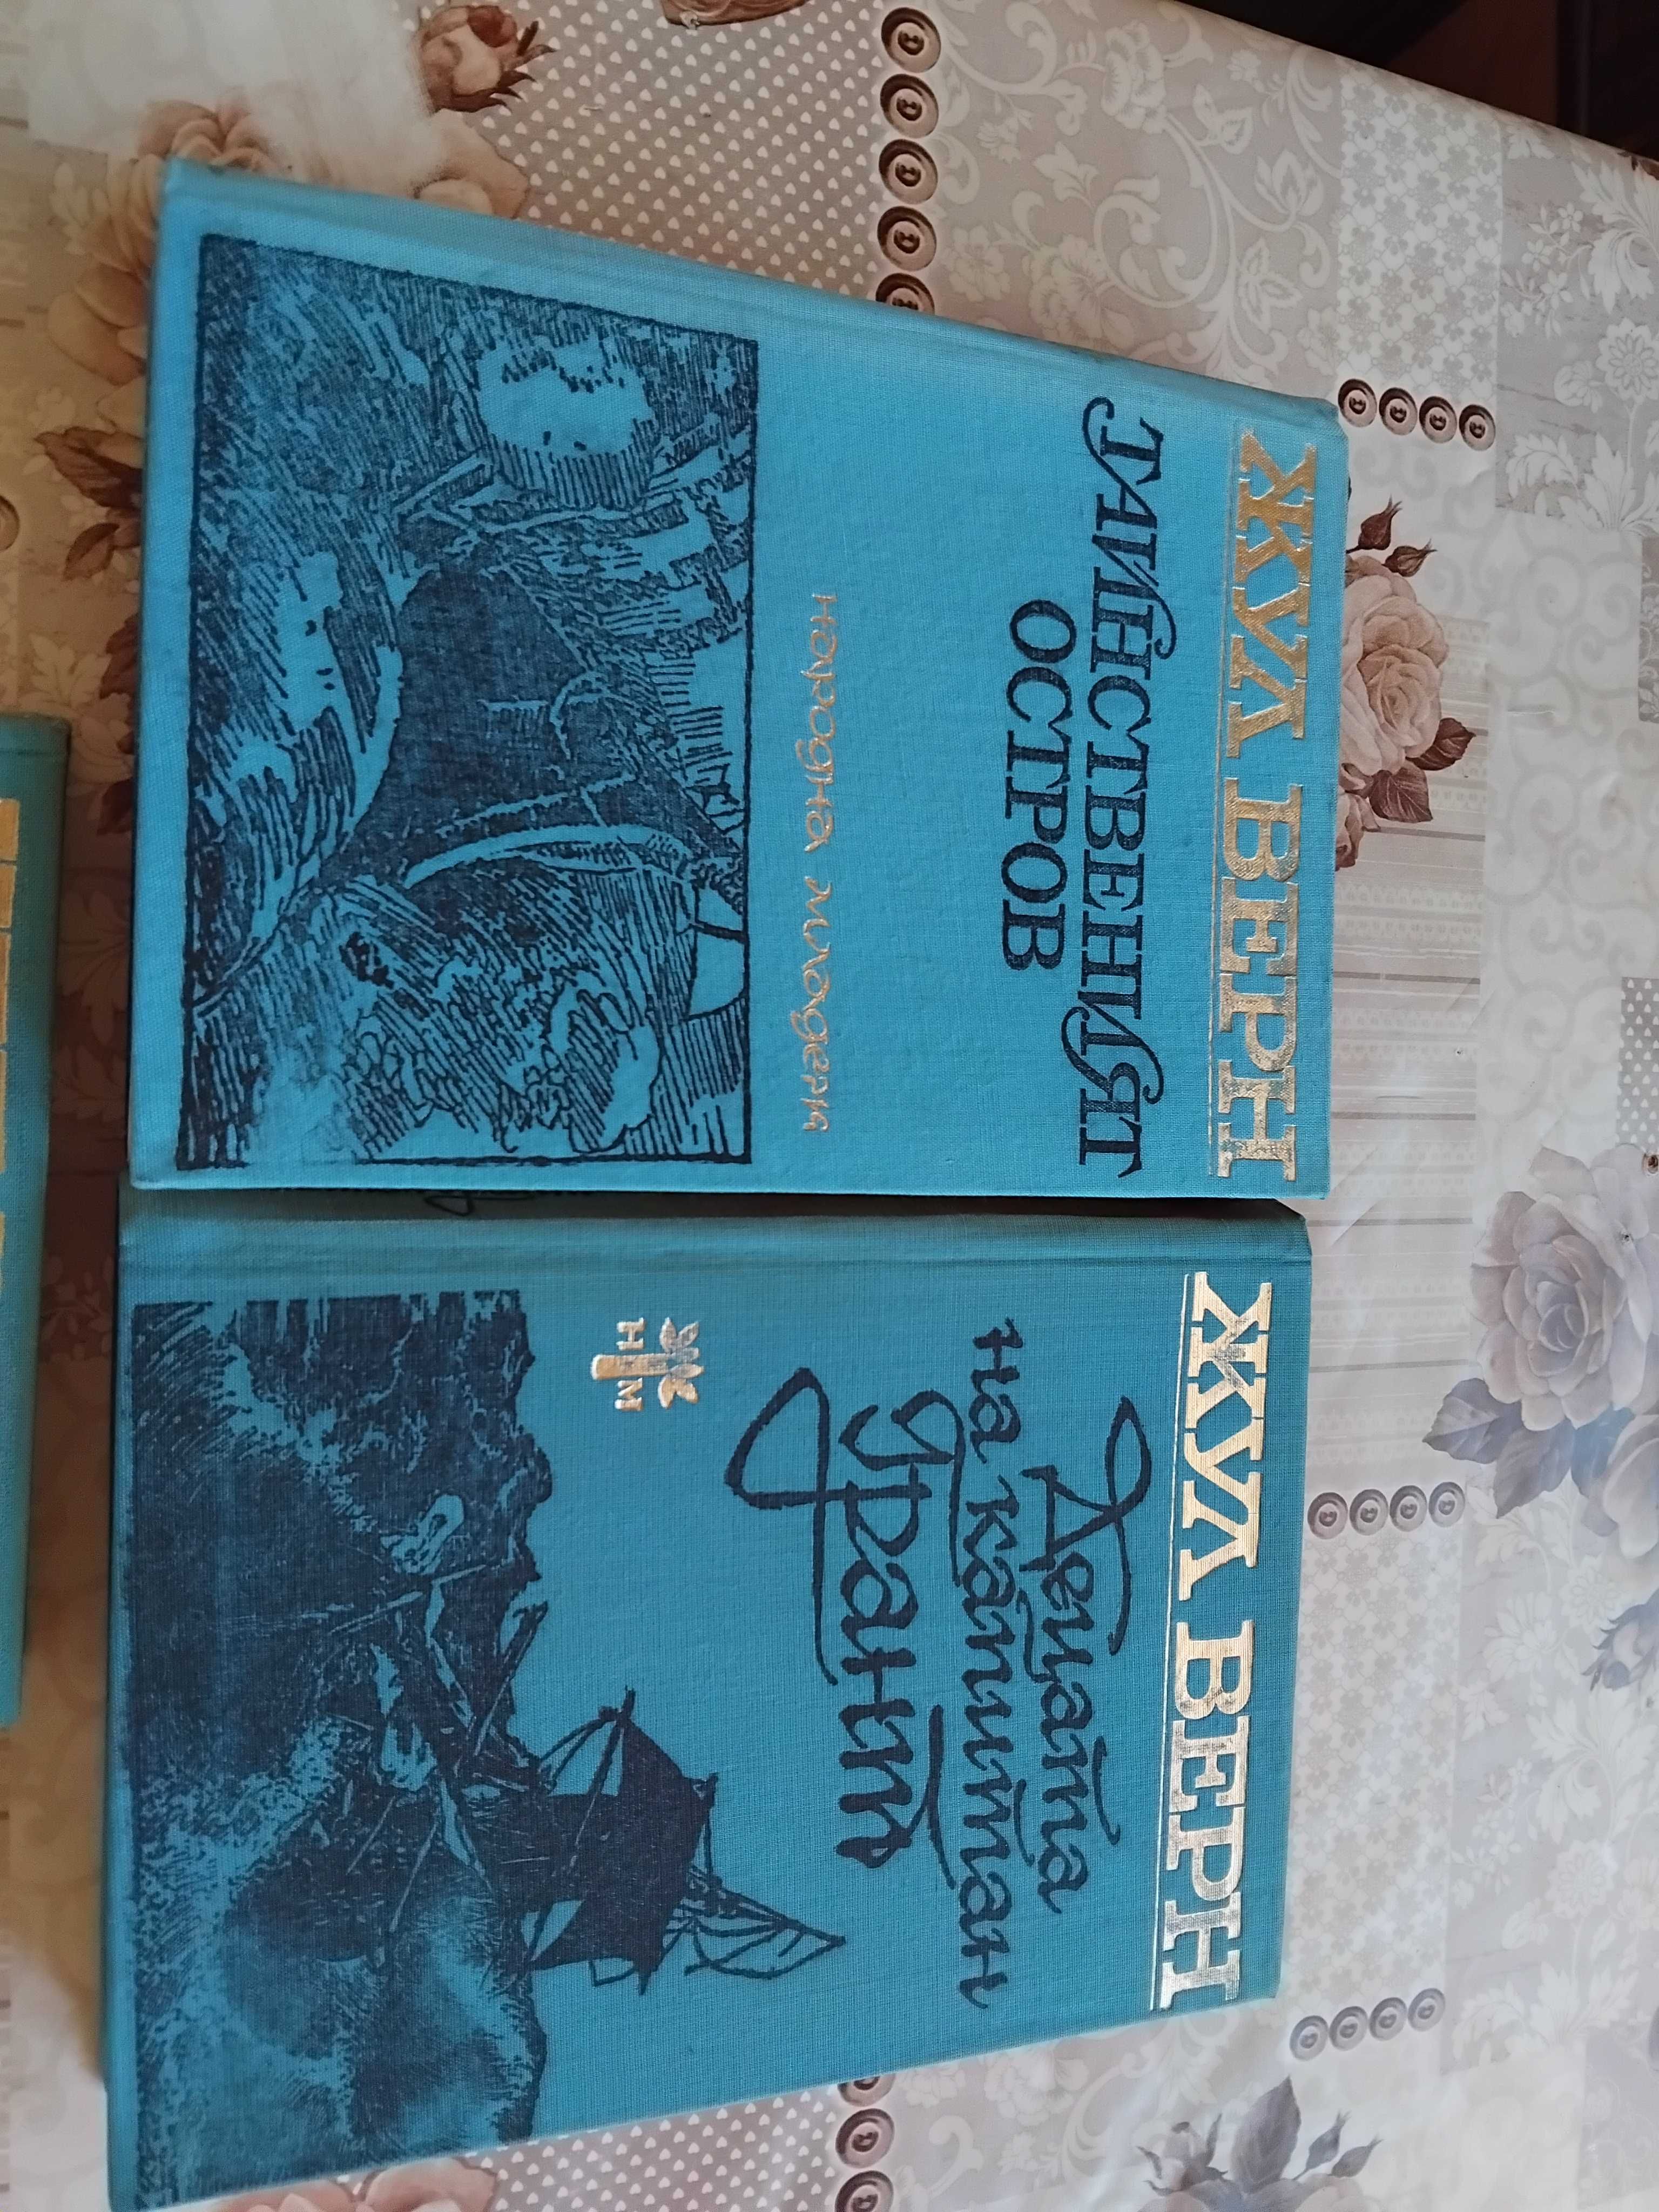 ЖУЛ ВЕРН
ТАЙНСТВЕНИЯТ
ОСТРОВ
народна младеж
ЖУЛ ВЕРН
Децата
на капитан
Грант
НМ